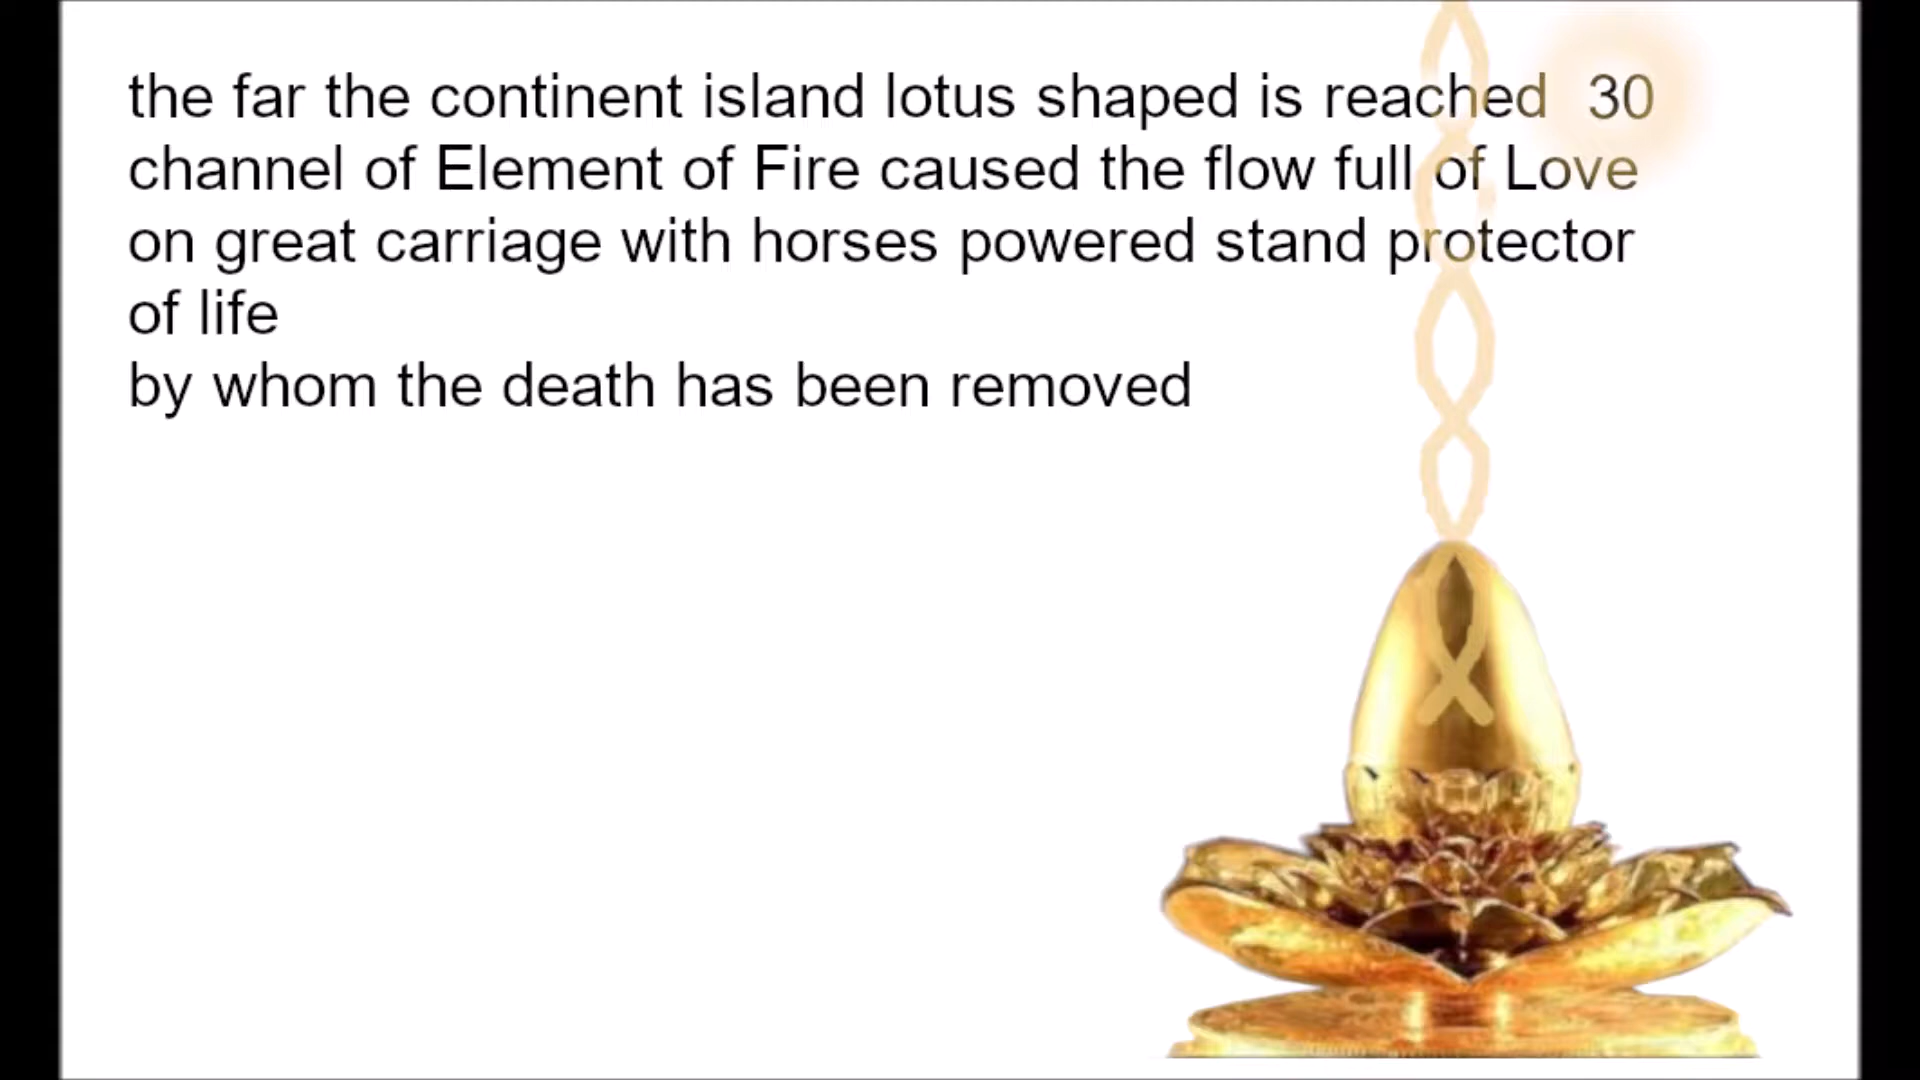 the far the continent island lotus shaped is reached 30
channel of Element of Fire caused the flow full of Love
on great carriage with horses powered stand protector
of life
by whom the death has been removed